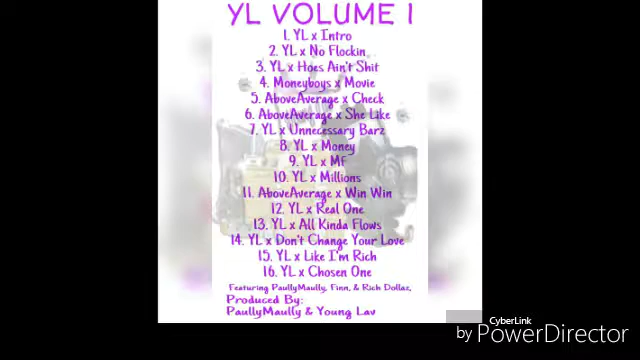 YL VOLUME 1
1. YL x Intro
2. YL x No Flockin
3. YL x Hoes Ain't Shit
4. Moneyboys x Movie
5. AboveAverage x Check
6. AboveAverage x She Like
7. YL x Unnecessary Barz
8. YL x Money
9. YL x MF
10. YL x Millions
11. AboveAverage x Win Win
12. YL x Real One
13. YL x All Kinda Flows
14. YL x Don't Change Your Love
15. YL x Like I'm Rich
16. YL x Chosen One
Featuring PaullyMaully, Finn, & Rich Dollaz,
Produced By:
PaullyMaully & Young Lav
CyberLink
by PowerDirector